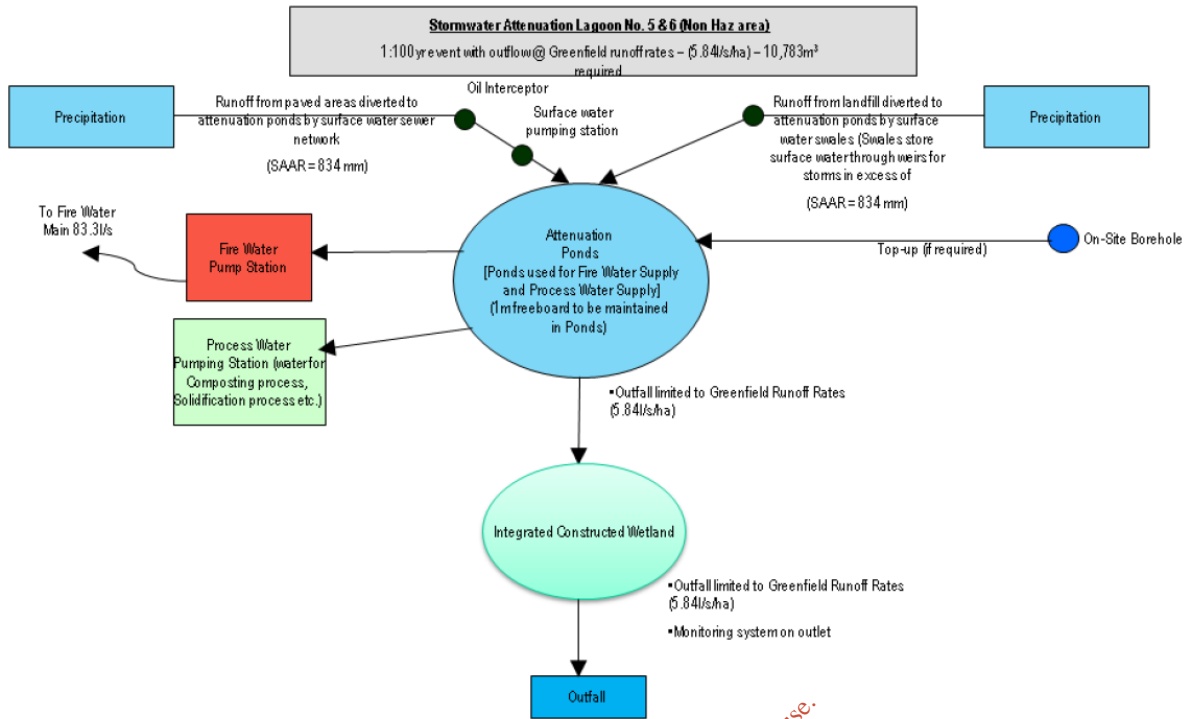 Stormwater Attenuation Lagoon No. 5 & 6 (Non Haz area)
1:100 yr event with outflow @ Greenfield runoff rates – (5.84l/s/ha) – 10,783m³
required
Oil Interceptor
Precipitation
Runoff from paved areas diverted to
attenuation ponds by surface water sewer
network
(SAAR = 834 mm)
Surface water
pumping station
Runoff from landfill diverted to
attenuation ponds by surface
water swales (Swales store
surface water through weirs for
storms in excess of
(SAAR = 834 mm)
Precipitation
To Fire Water
Main 83.3l/s
Fire Water
Pump Station
Attenuation
Ponds
[Ponds used for Fire Water Supply
and Process Water Supply]
(1m freeboard to be maintained
in Ponds)
Top-up (if required)
On-Site Borehole
Process Water
Pumping Station (water for
Composting process,
Solidification process etc.)
▪Outfall limited to Greenfield Runoff Rates
(5.84l/s/ha)
Integrated Constructed Wetland
▪Outfall limited to Greenfield Runoff Rates
(5.84l/s/ha)
▪Monitoring system on outlet
Outfall